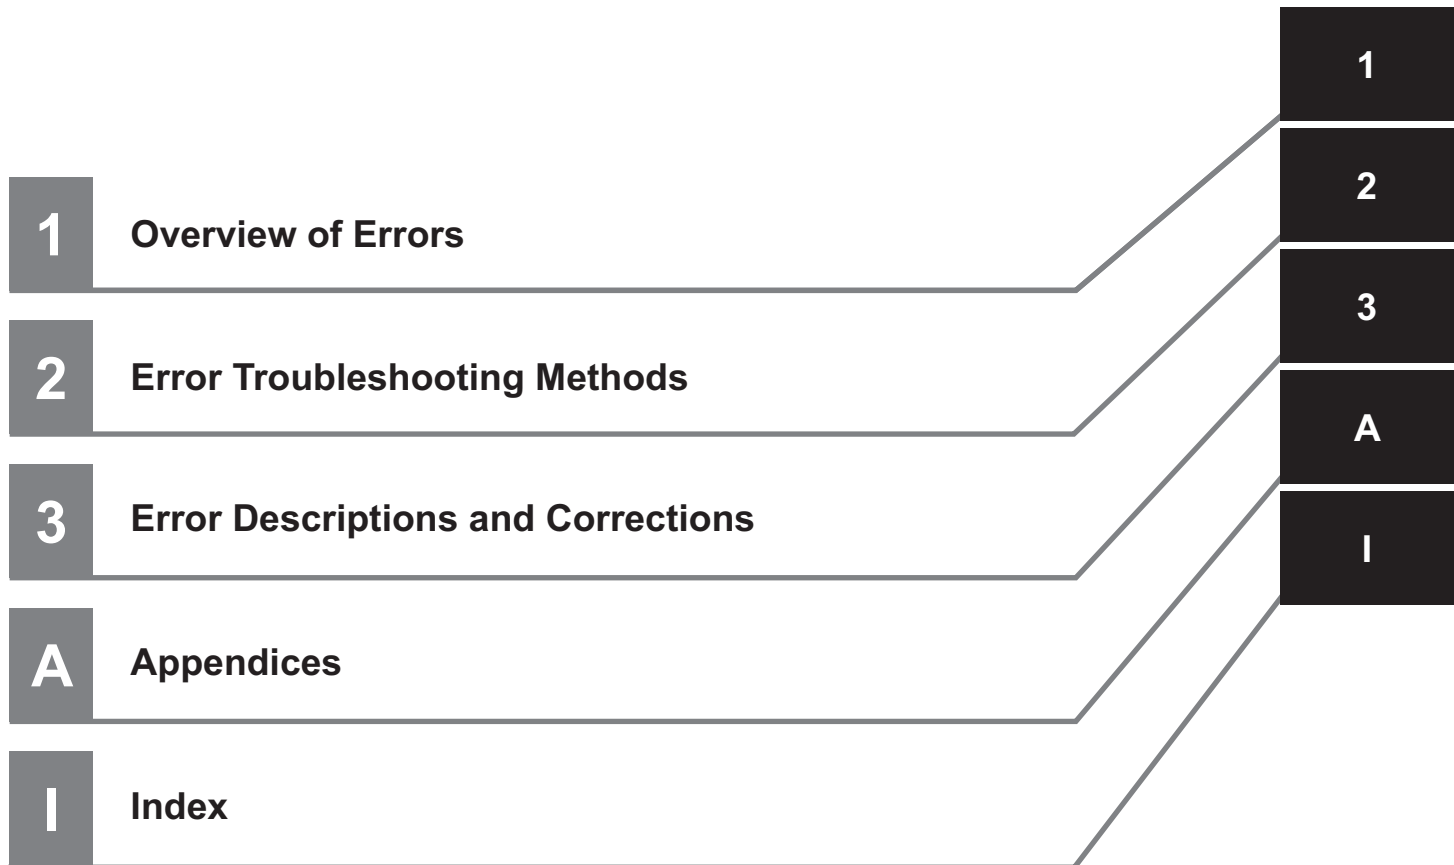 1 Overview of Errors
2 Error Troubleshooting Methods
3 Error Descriptions and Corrections
A Appendices
I Index
1
2
3
A
I